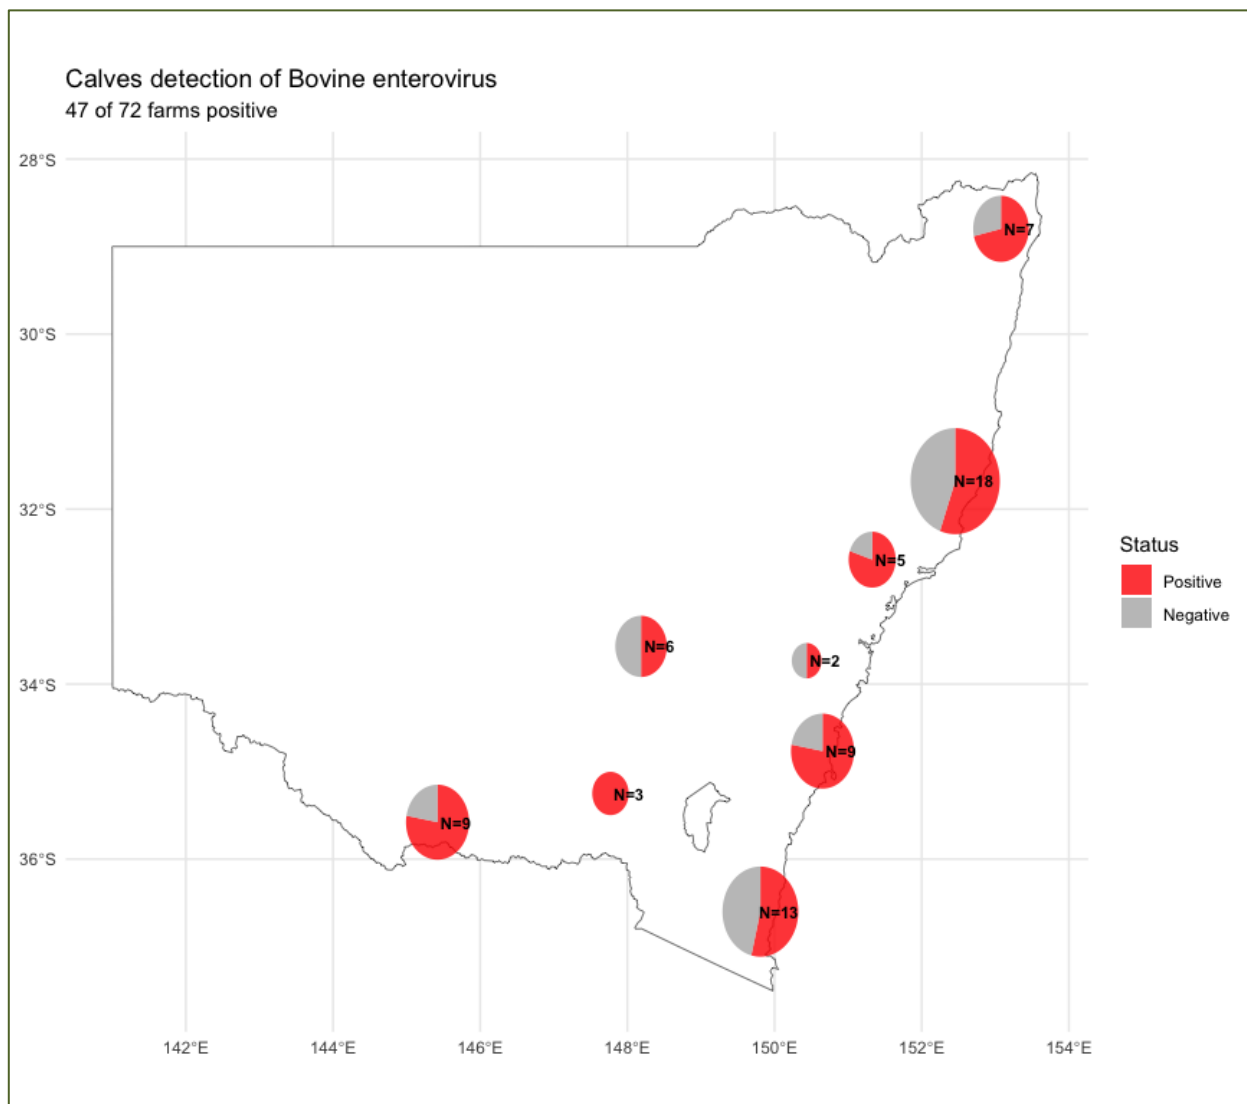 Calves detection of Bovine enterovirus
47 of 72 farms positive
28°S
30°S
32°S
34°S
36°S
N=7
N=18
N=5
N=6
N=2
N=9
N=3
N=9
N=13
142°E
144°E
146°E
148°E
150°E
152°E
154°E
Status
Positive
Negative